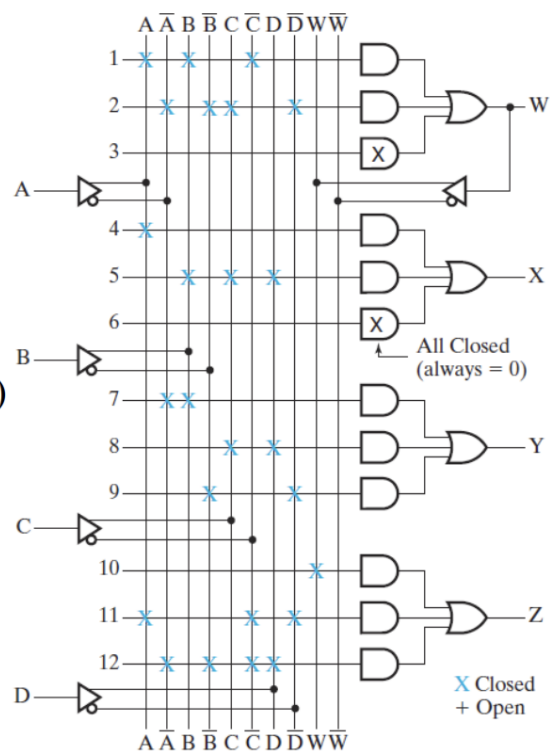 A A̅ B B̅ C C̅ D D̅ W W̅
1
2
W
3
X
A
4
5
X
6
X
B
All Closed
(always = 0)
)
7
8
Y
9
C
10
11
Z
12
X Closed
+ Open
D
A A̅ B B̅ C C̅ D D̅ W W̅